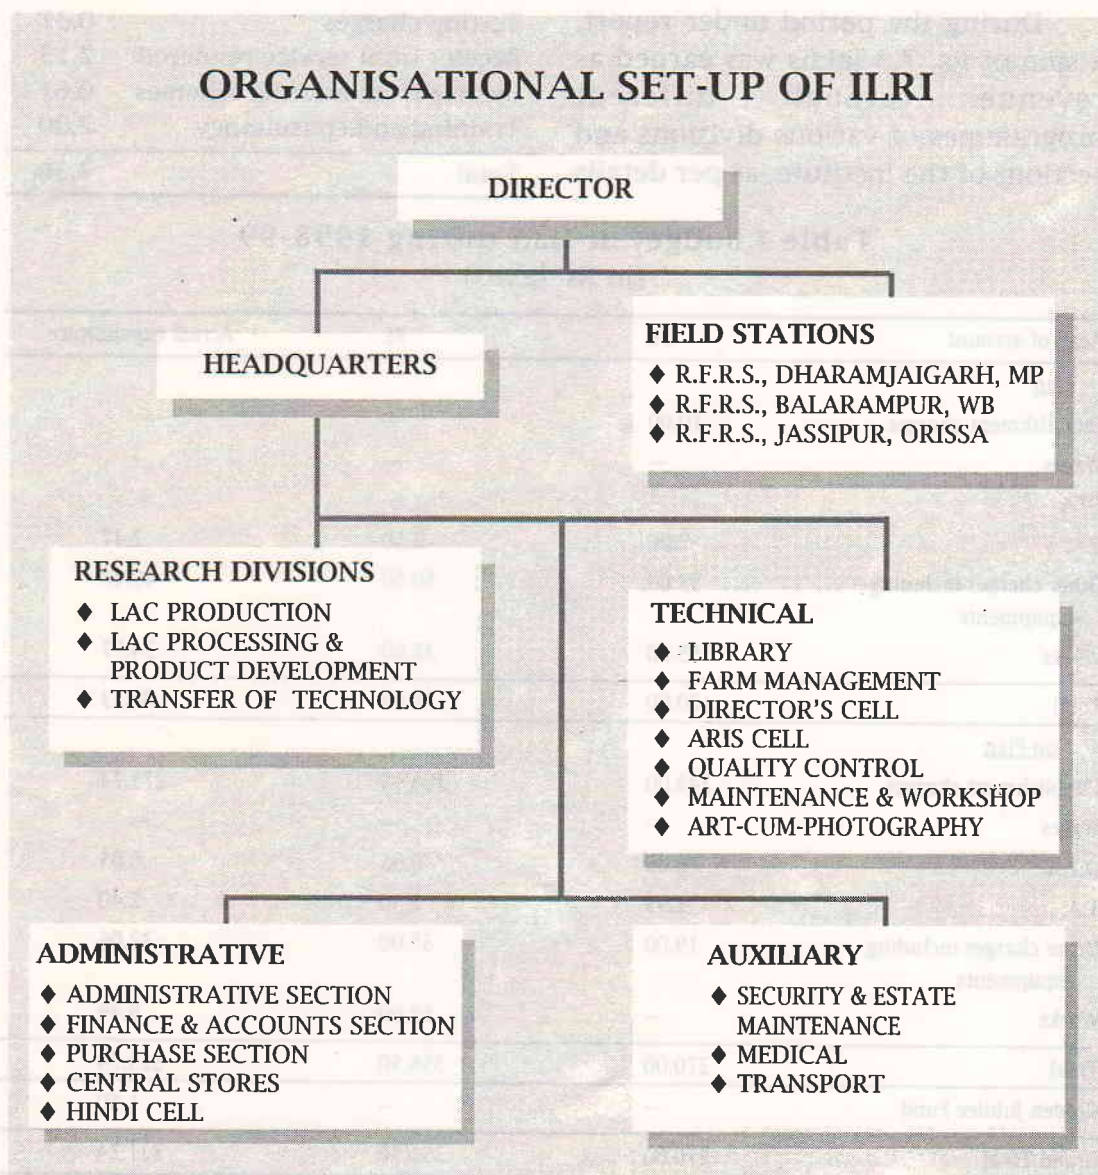 ORGANISATIONAL SET-UP OF ILRI
DIRECTOR
HEADQUARTERS
FIELD STATIONS
♦ R.F.R.S., DHARAMJAIGARH, MP
♦ R.F.R.S., BALARAMPUR, WB
♦ R.F.R.S., JASSIPUR, ORISSA
RESEARCH DIVISIONS
♦ LAC PRODUCTION
♦ LAC PROCESSING &
PRODUCT DEVELOPMENT
♦ TRANSFER OF TECHNOLOGY
TECHNICAL
♦ LIBRARY
♦ FARM MANAGEMENT
♦ DIRECTOR'S CELL
♦ ARIS CELL
♦ QUALITY CONTROL
♦ MAINTENANCE & WORKSHOP
♦ ART-CUM-PHOTOGRAPHY
ADMINISTRATIVE
♦ ADMINISTRATIVE SECTION
♦ FINANCE & ACCOUNTS SECTION
♦ PURCHASE SECTION
♦ CENTRAL STORES
♦ HINDI CELL
AUXILIARY
♦ SECURITY & ESTATE
MAINTENANCE
♦ MEDICAL
♦ TRANSPORT